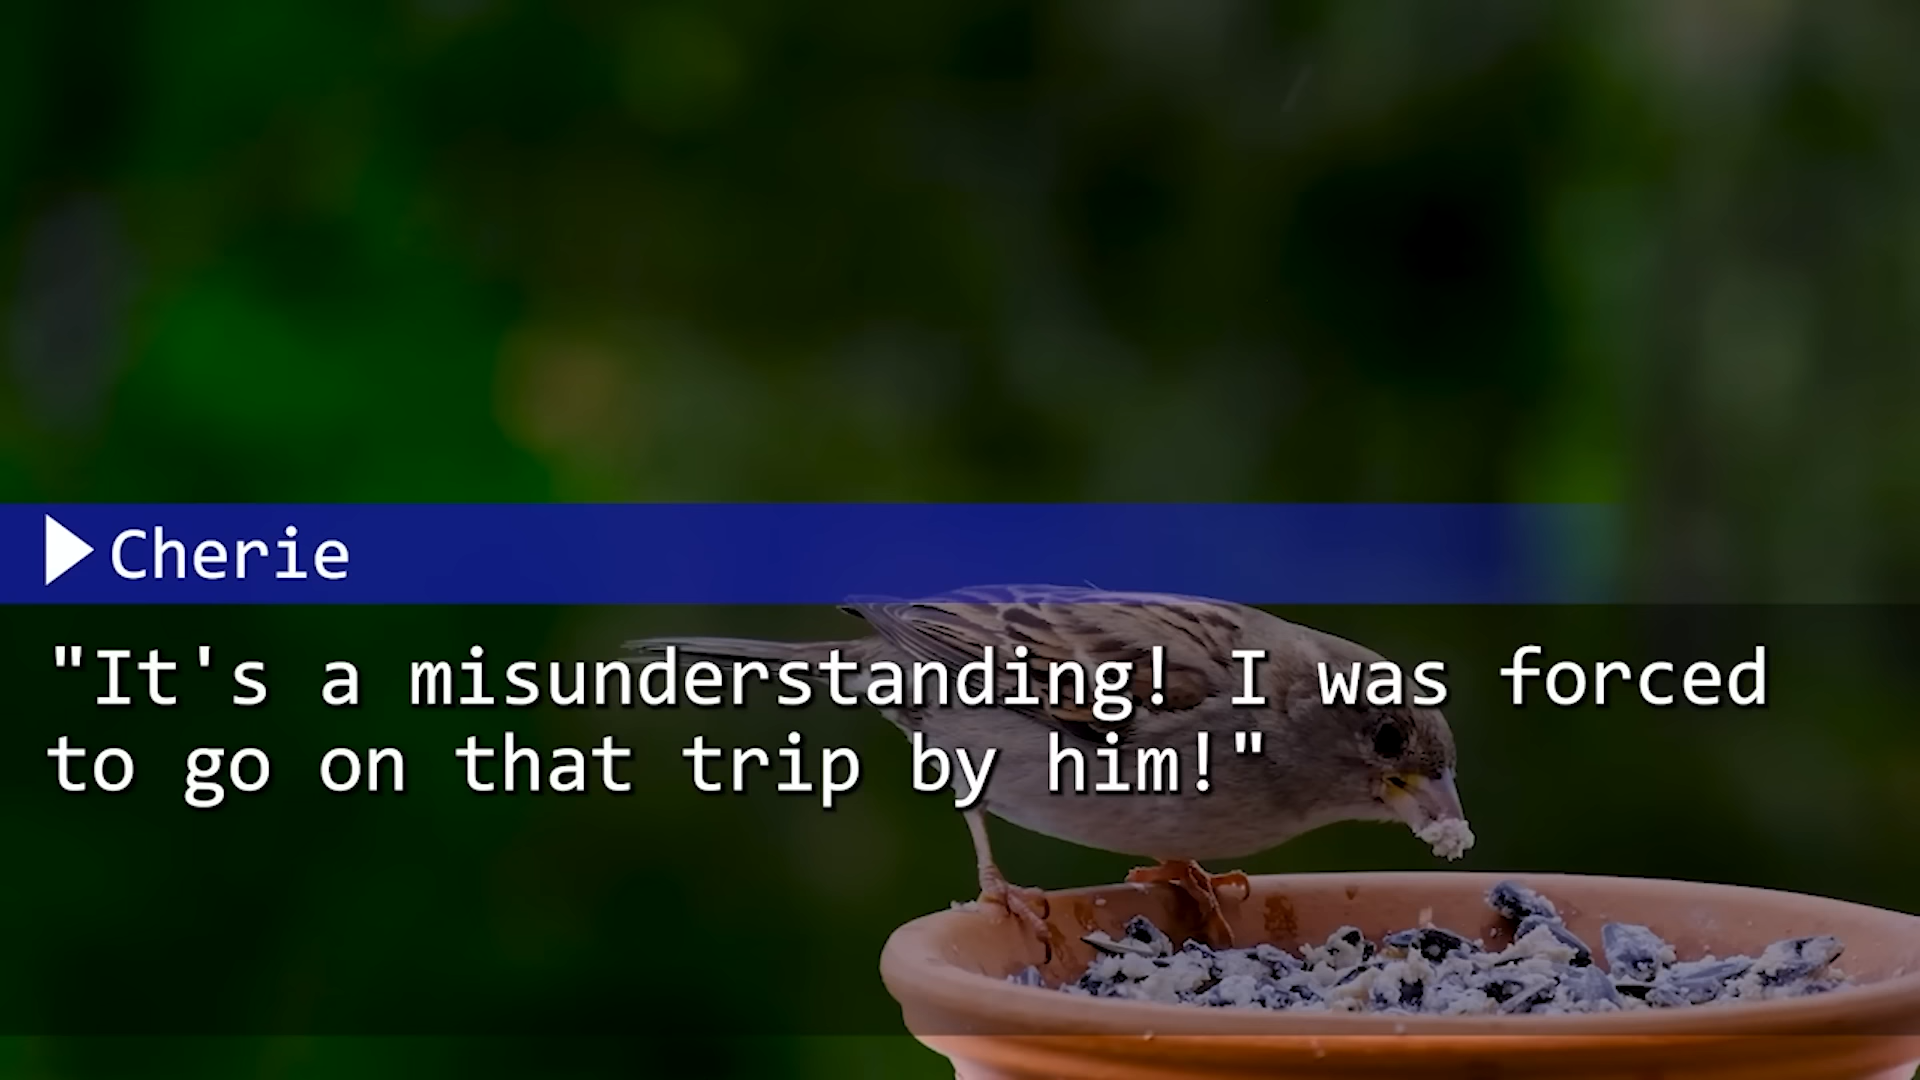 Cherie
"It's a misunderstanding! I was forced
to go on that trip by him!"